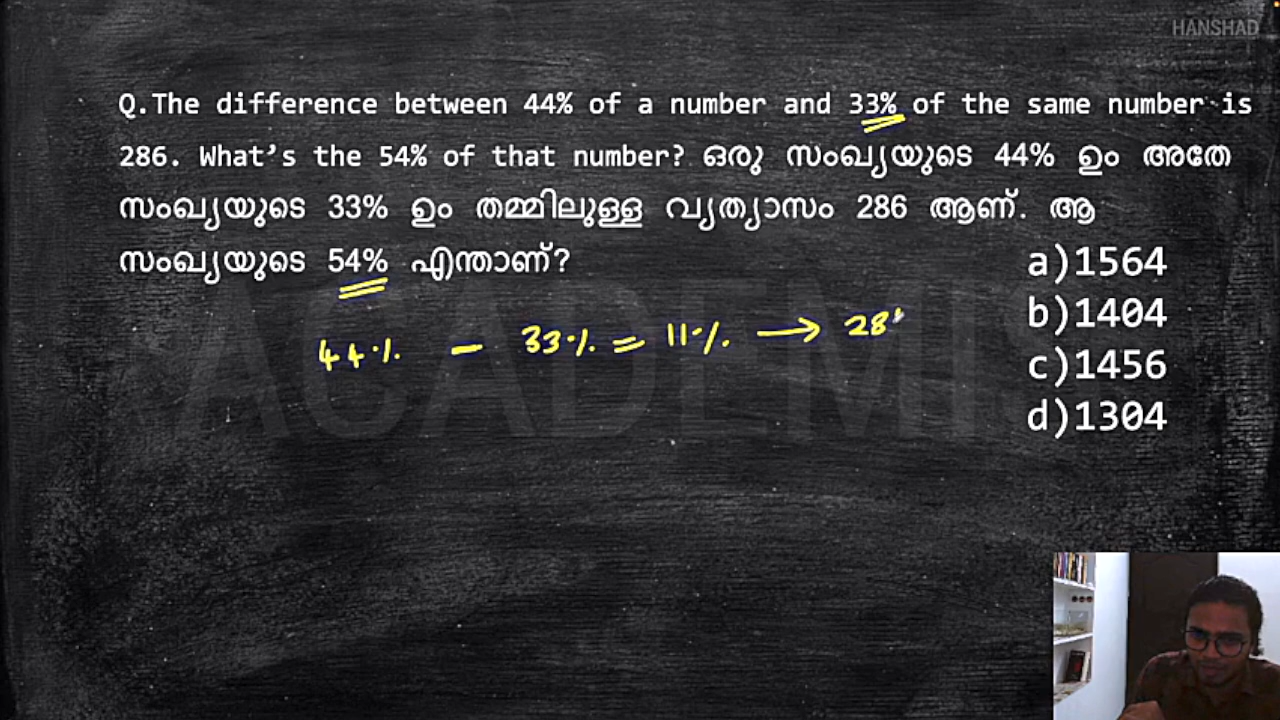 HANSHAD
Q.The difference between 44% of a number and 33% of the same number is
286. What’s the 54% of that number? ഒരു സംഖ്യയുടെ 44% ഉം അതേ
സംഖ്യയുടെ 33% ഉം തമ്മിലുള്ള വ്യത്യാസം 286 ആണ്. ആ
സംഖ്യയുടെ 54% എന്താണ്?
a)1564
b)1404
c)1456
d)1304
44% - 33% = 11% → 28
ACADEMI